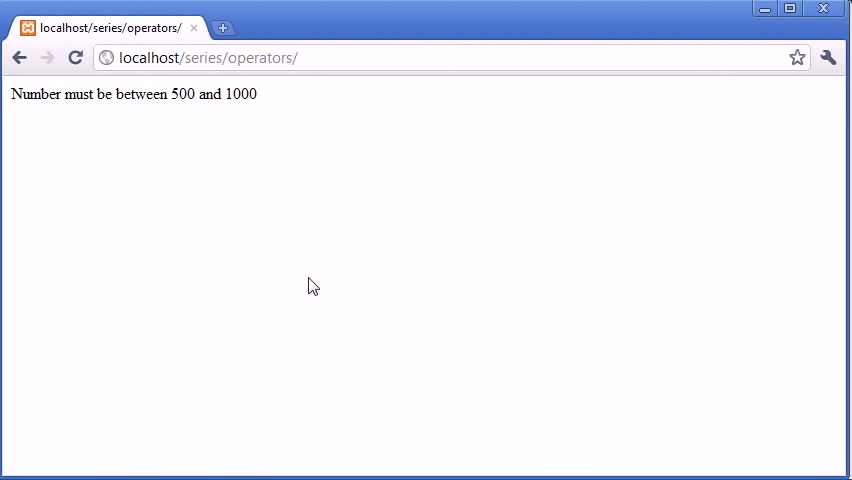 localhost/series/operators/
localhost/series/operators/
Number must be between 500 and 1000